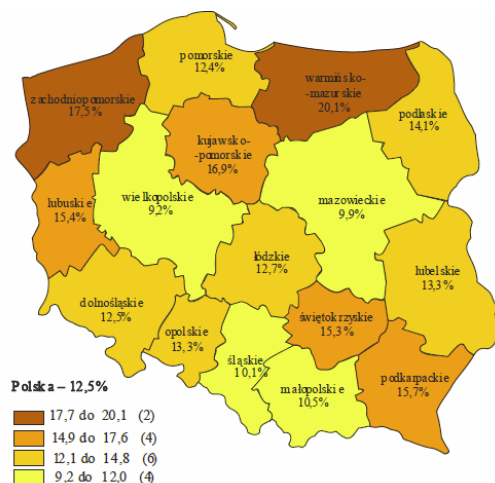 pomorskie
12,4%
warmińsko-
-mazurskie
20,1%
zachodniopomorskie
17,5%
podlaskie
14,1%
kujawsko-
-pomorskie
16,9%
lubuskie
15,4%
wielkopolskie
9,2%
mazowieckie
9,9%
łódzkie
12,7%
lubelskie
13,3%
dolnośląskie
12,5%
opolskie
13,3%
świętokrzyskie
15,3%
śląskie
10,1%
małopolskie
10,5%
podkarpackie
15,7%
Polska – 12,5%
17,7 do 20,1 (2)
14,9 do 17,6 (4)
12,1 do 14,8 (6)
9,2 do 12,0 (4)